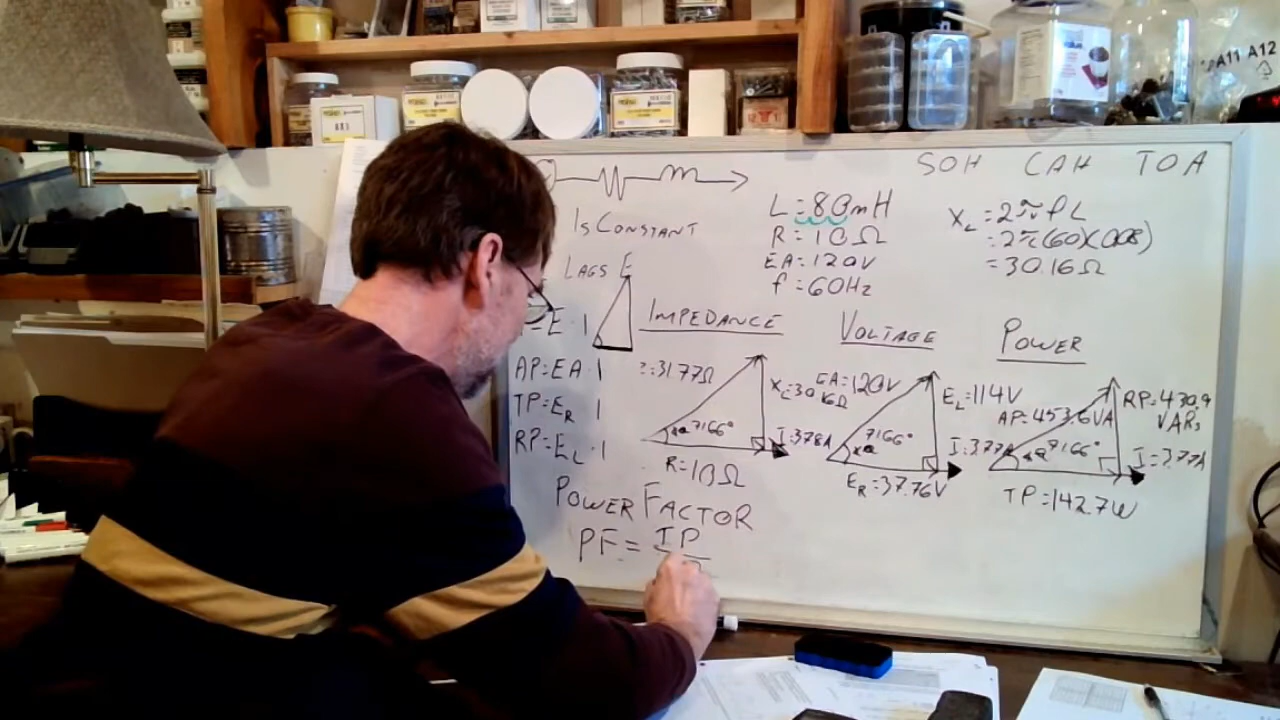 A11 A12
SOH CAH TOA
IS CONSTANT
LAGS E
L=80mH
R=10Ω
EA=120V
f=60Hz
XL=2πfL
=2π(60)(.008)
=30.16Ω
=E·I
AP=EA·I
TP=ER I
RP=EL·I
IMPEDANCE
Z=31.77Ω
XL=30.16Ω
71.66°
R=10Ω
I=3.78A
VOLTAGE
EA=120V
EL=114V
71.66°
ER=37.76V
I=3.77A
POWER
AP=453.6VA
RP=430.9
VARs
71.66°
I=3.77A
TP=142.7W
POWER FACTOR
PF=TP